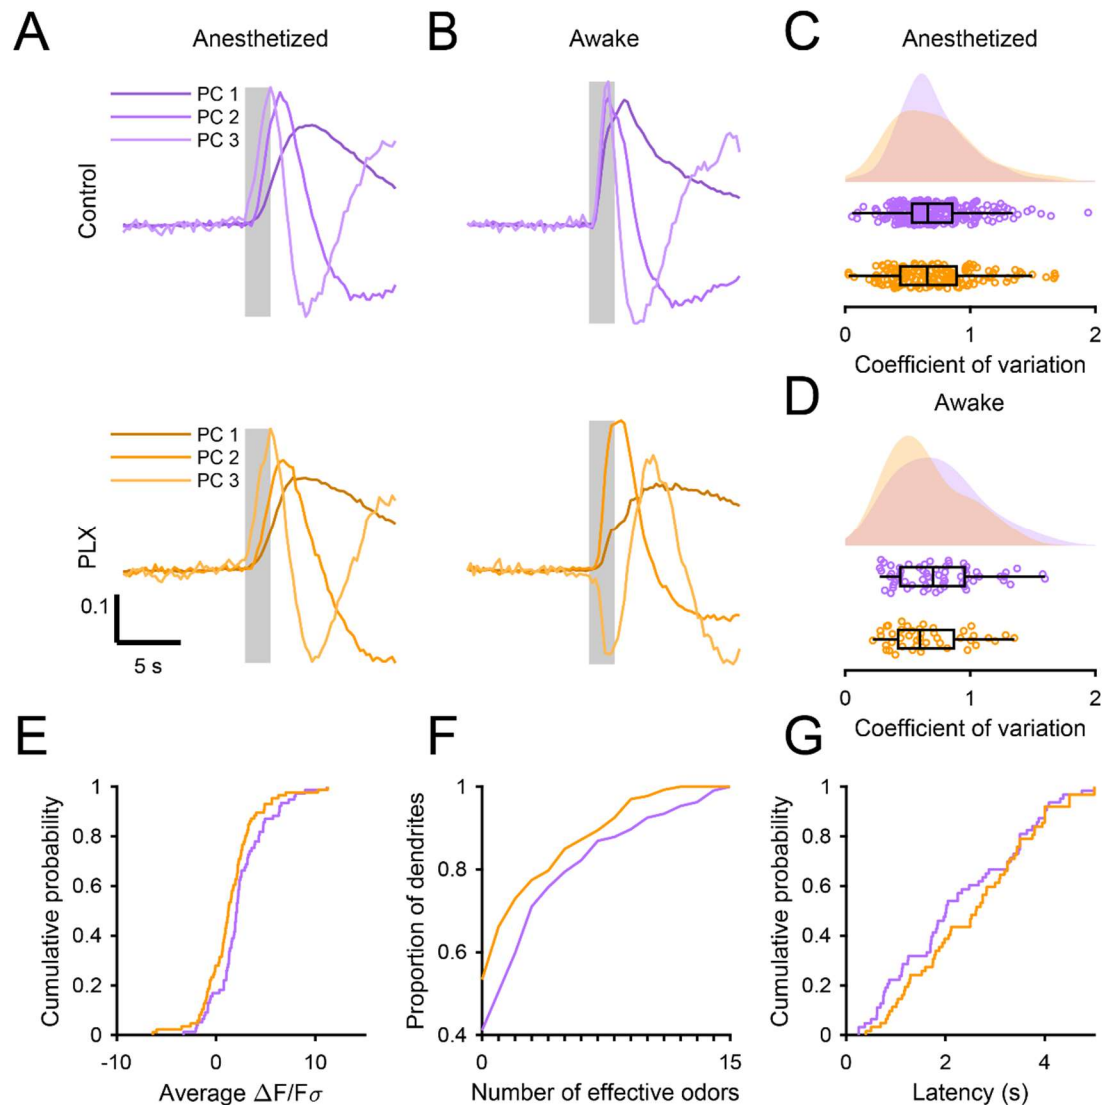 A
Anesthetized
B
Awake
C
Anesthetized
PC 1
PC 2
PC 3
Control
0
1
2
Coefficient of variation
D
Awake
PC 1
PC 2
PC 3
PLX
0.1
5 s
0
1
2
Coefficient of variation
E
1
0.8
0.6
0.4
0.2
0
Cumulative probability
-10
0
10
Average ΔF/Fσ
F
1
0.8
0.6
0.4
Proportion of dendrites
0
15
Number of effective odors
G
1
0.8
0.6
0.4
0.2
0
Cumulative probability
0
2
4
Latency (s)